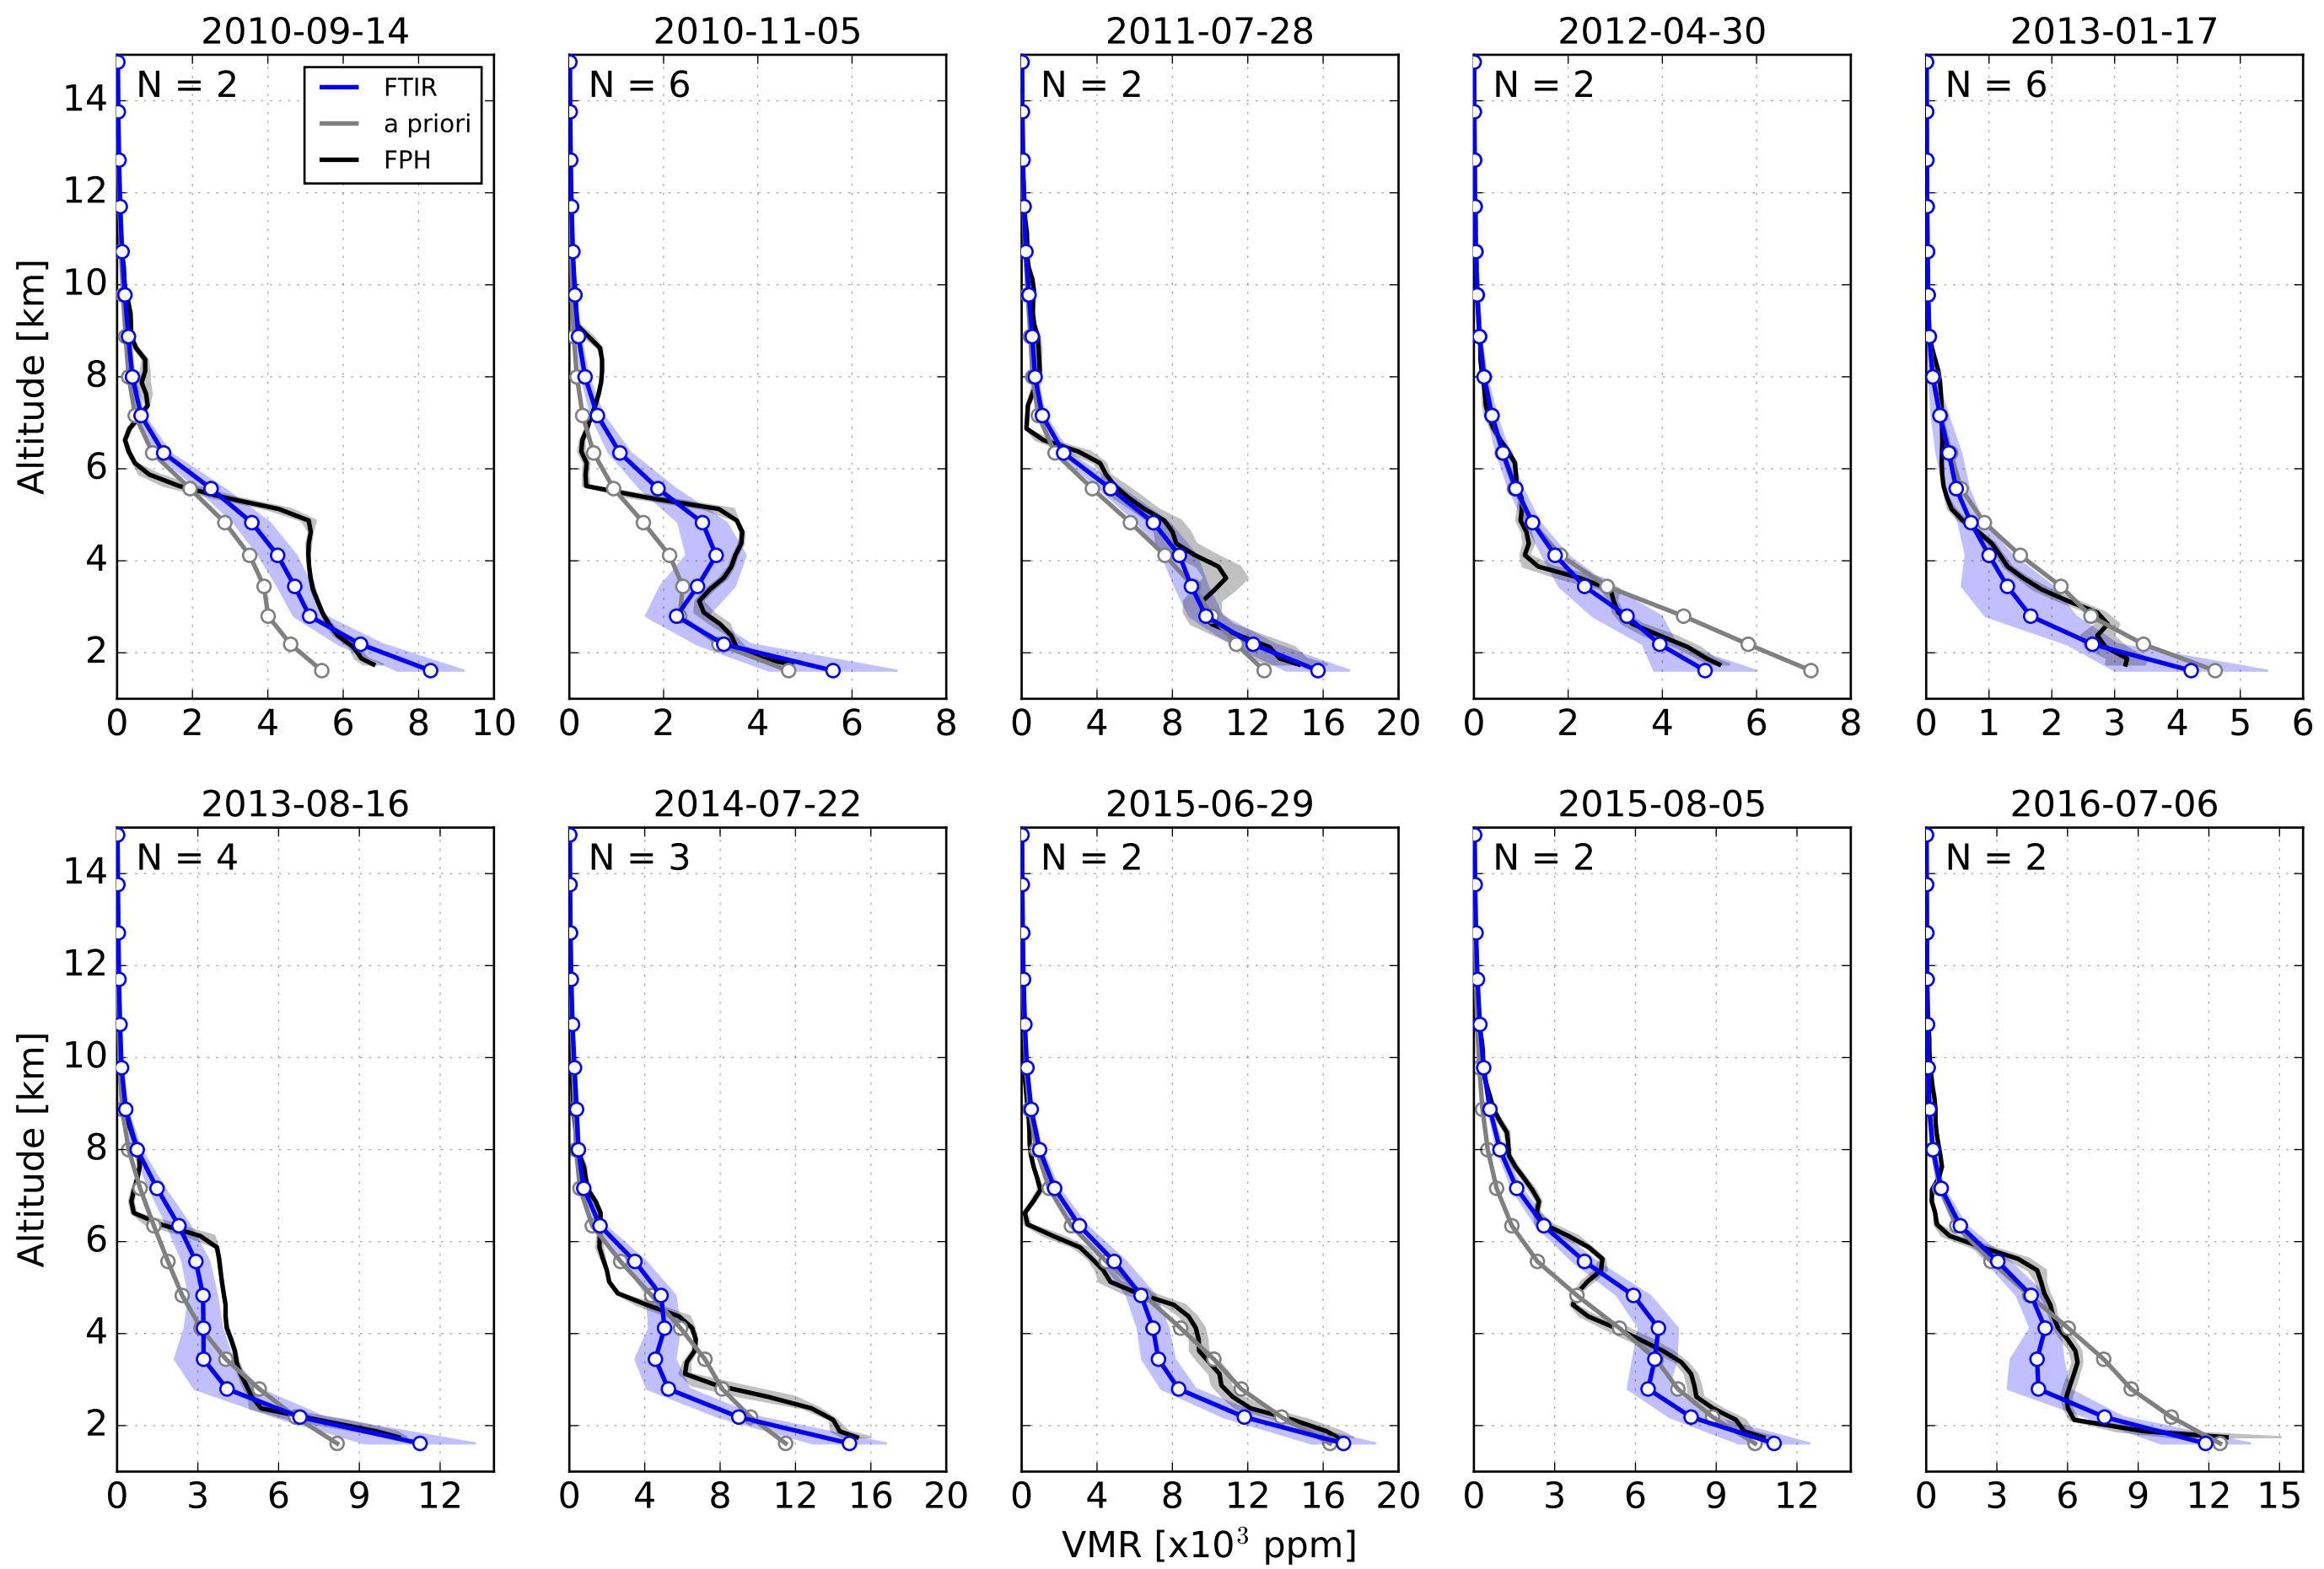 2010-09-14 2010-11-05 2011-07-28 2012-04-30 2013-01-17
N = 2 N = 6 N = 2 N = 2 N = 6
FTIR
a priori
FPH
14
12
10
8
6
4
2
Altitude [km]
0 2 4 6 8 10 0 2 4 6 8 0 4 8 12 16 20 0 2 4 6 8 0 1 2 3 4 5 6
2013-08-16 2014-07-22 2015-06-29 2015-08-05 2016-07-06
N = 4 N = 3 N = 2 N = 2 N = 2
14
12
10
8
6
4
2
Altitude [km]
0 3 6 9 12 0 4 8 12 16 20 0 4 8 12 16 20 0 3 6 9 12 0 3 6 9 12 15
VMR [x10³ ppm]